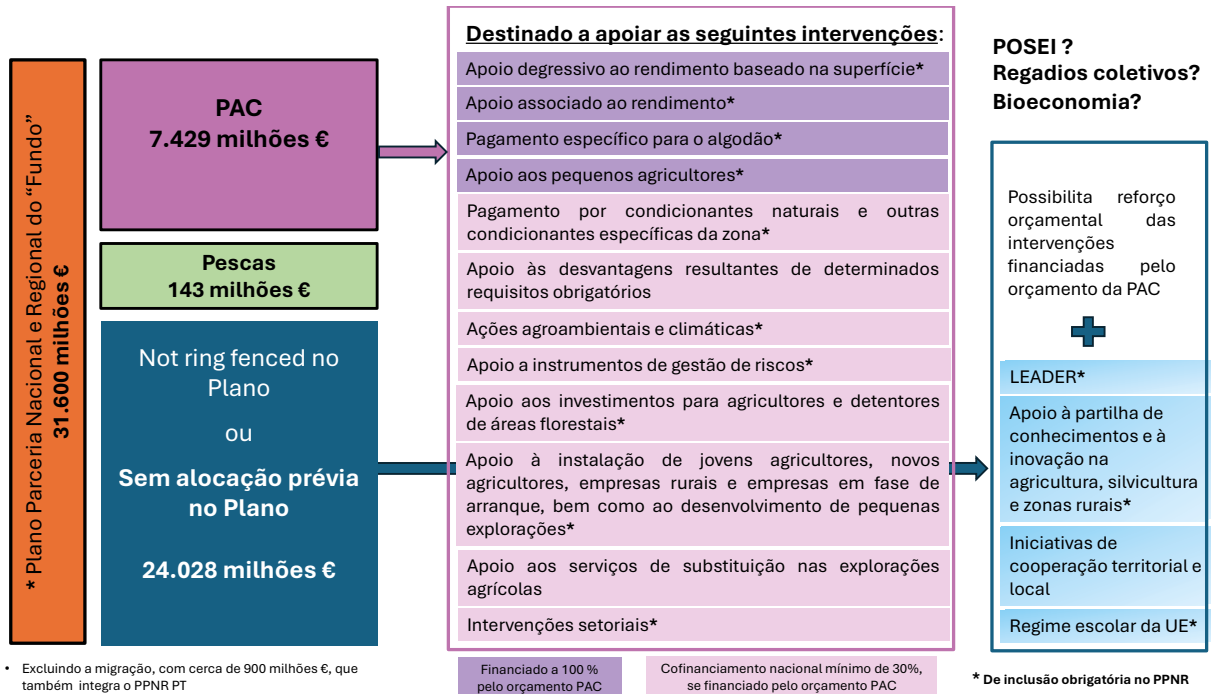 * Plano Parceria Nacional e Regional do “Fundo”
31.600 milhões €
PAC
7.429 milhões €
Pescas
143 milhões €
Not ring fenced no
Plano
ou
Sem alocação prévia
no Plano
24.028 milhões €
Destinado a apoiar as seguintes intervenções:
Apoio degressivo ao rendimento baseado na superfície*
Apoio associado ao rendimento*
Pagamento específico para o algodão*
Apoio aos pequenos agricultores*
Pagamento por condicionantes naturais e outras
condicionantes específicas da zona*
Apoio às desvantagens resultantes de determinados
requisitos obrigatórios
Ações agroambientais e climáticas*
Apoio a instrumentos de gestão de riscos*
Apoio aos investimentos para agricultores e detentores
de áreas florestais*
Apoio à instalação de jovens agricultores, novos
agricultores, empresas rurais e empresas em fase de
arranque, bem como ao desenvolvimento de pequenas
explorações*
Apoio aos serviços de substituição nas explorações
agrícolas
Intervenções setoriais*
POSEI ?
Regadios coletivos?
Bioeconomia?
Possibilita reforço
orçamental das
intervenções
financiadas pelo
orçamento da PAC
LEADER*
Apoio à partilha de
conhecimentos e à
inovação na
agricultura, silvicultura
e zonas rurais*
Iniciativas de
cooperação territorial e
local
Regime escolar da UE*
• Excluindo a migração, com cerca de 900 milhões €, que
também integra o PPNR PT
Financiado a 100 %
pelo orçamento PAC
Cofinanciamento nacional mínimo de 30%,
se financiado pelo orçamento PAC
* De inclusão obrigatória no PPNR